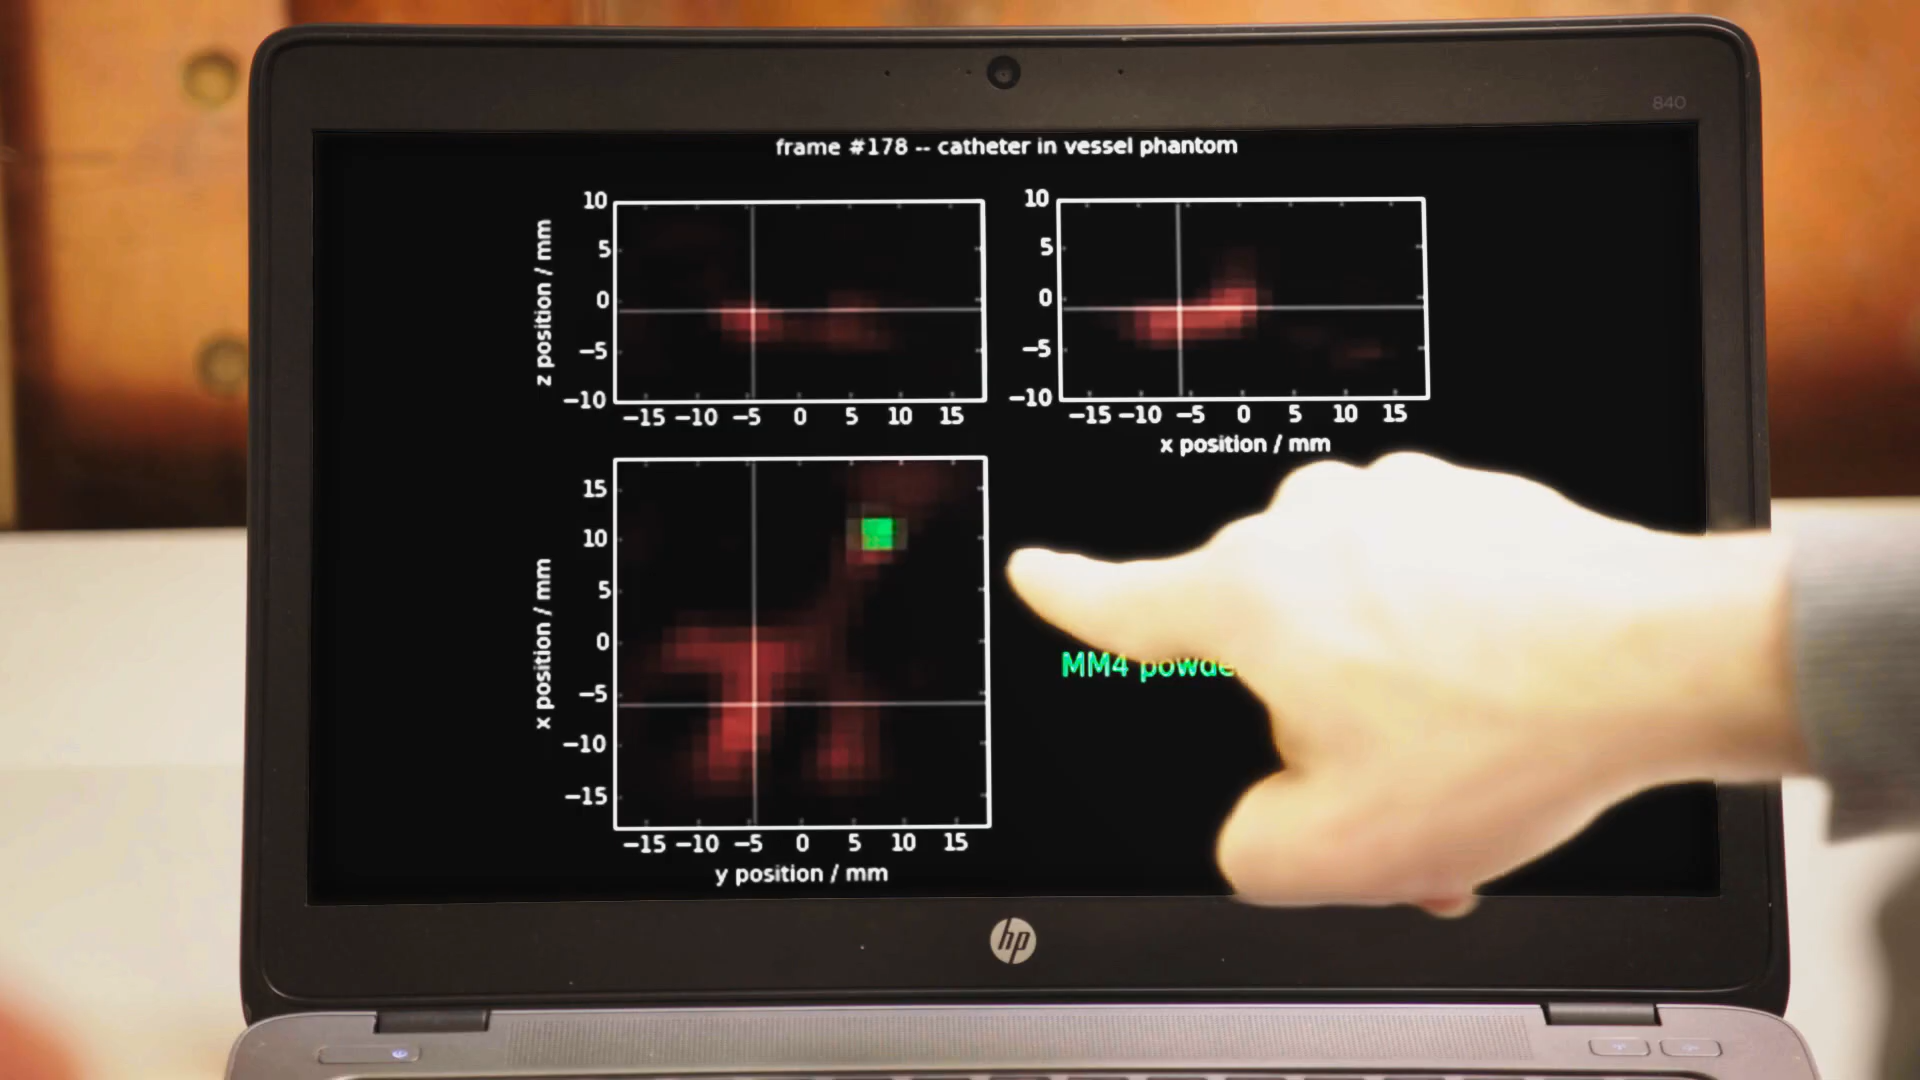 840
frame #178 -- catheter in vessel phantom
10
5
0
−5
−10
z position / mm
−15 −10 −5 0 5 10 15
10
5
0
−5
−10
−15 −10 −5 0 5 10 15
x position / mm
15
10
5
0
−5
−10
−15
x position / mm
−15 −10 −5 0 5 10 15
y position / mm
MM4 powde
hp